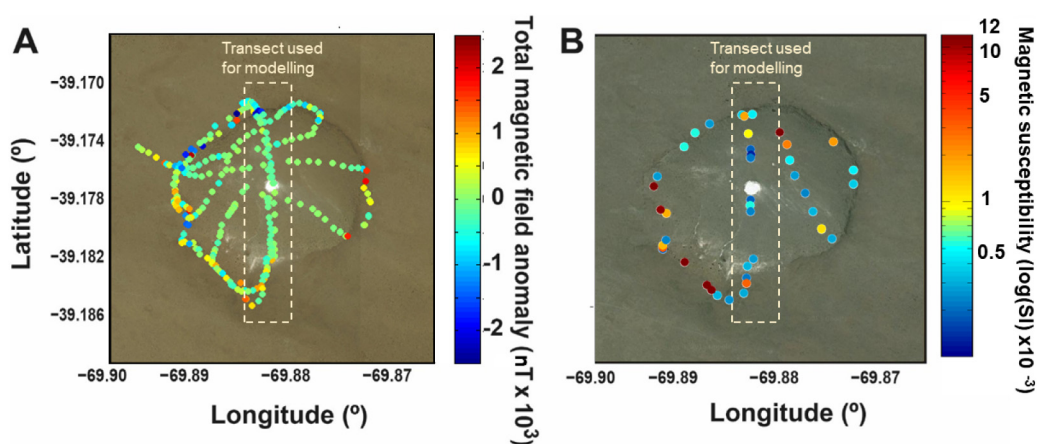 A
Transect used
for modelling
−39.170
−39.174
−39.178
−39.182
−39.186
Latitude (º)
−69.90
−69.89
−69.88
−69.87
Longitude (º)
2
1
0
-1
-2
Total magnetic field anomaly (nT x 10³)
B
Transect used
for modelling
−69.90
−69.89
−69.88
−69.87
Longitude (º)
12
10
5
1
0.5
Magnetic susceptibility (log(SI) x10 -3)